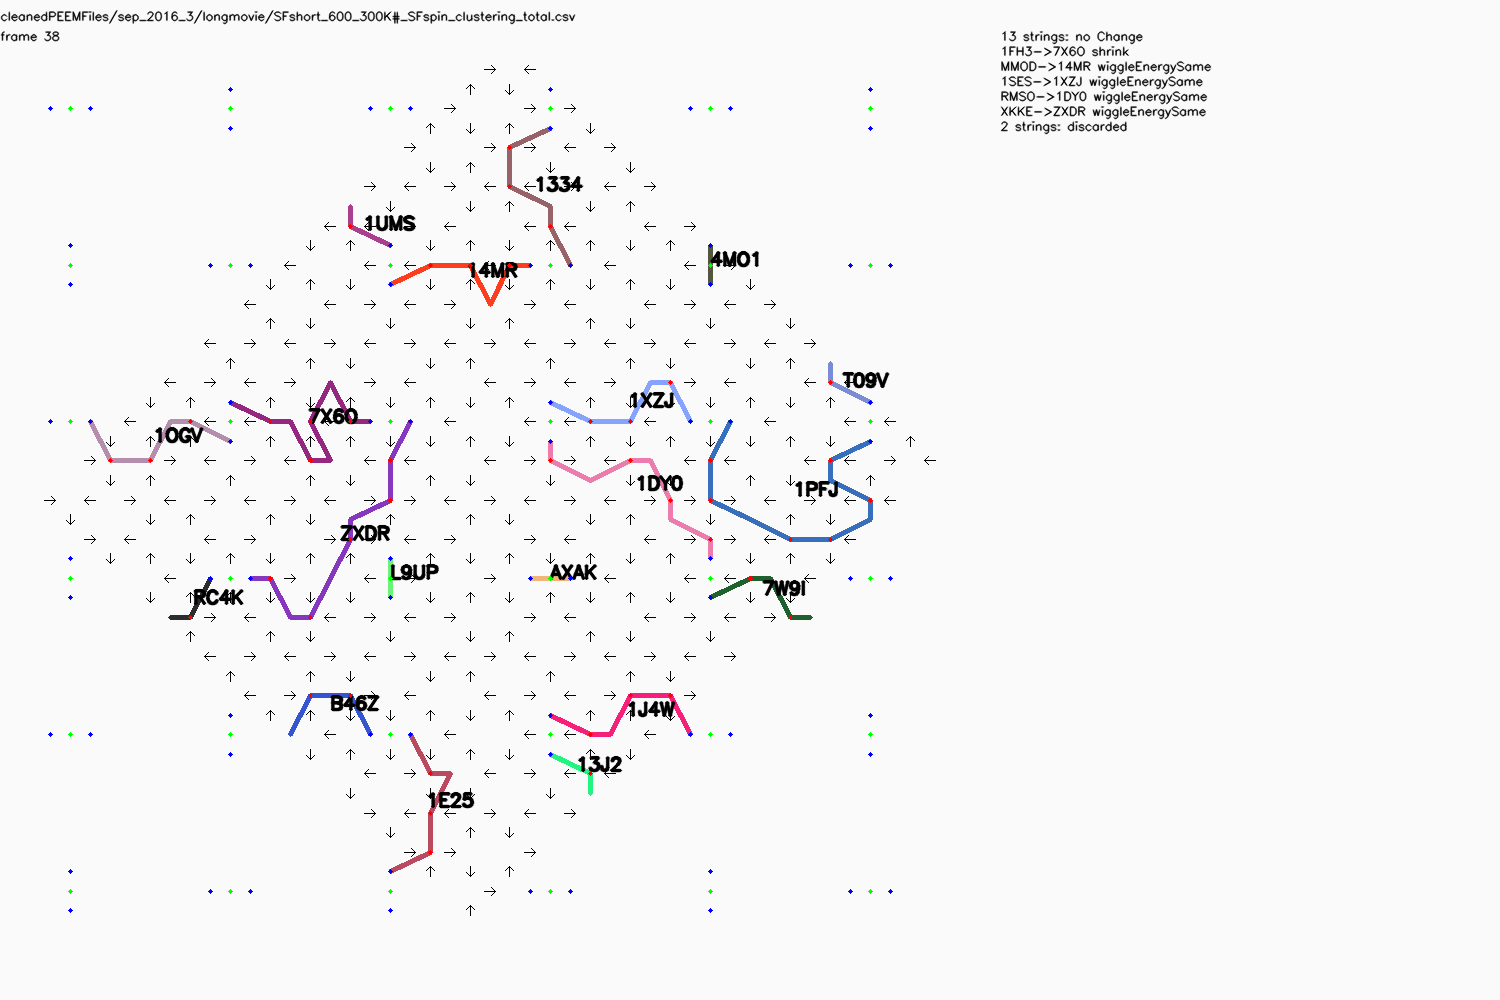 cleanedPEEMFiles/sep_2016_3/longmovie/SFshort_600_300K#_SFspin_clustering_total.csv
frame 38
13 strings: no Change
1FH3->7X6O shrink
MMOD->14MR wiggleEnergySame
1SES->1XZJ wiggleEnergySame
RMSO->1DY0 wiggleEnergySame
XKKE->ZXDR wiggleEnergySame
2 strings: discarded
1334
1UMS
4MO1
14MR
T09V
1XZJ
7X6O
1OGV
1DY0
1PFJ
ZXDR
L9UP
AXAK
7W9I
RC4K
B46Z
1J4W
13J2
1E25